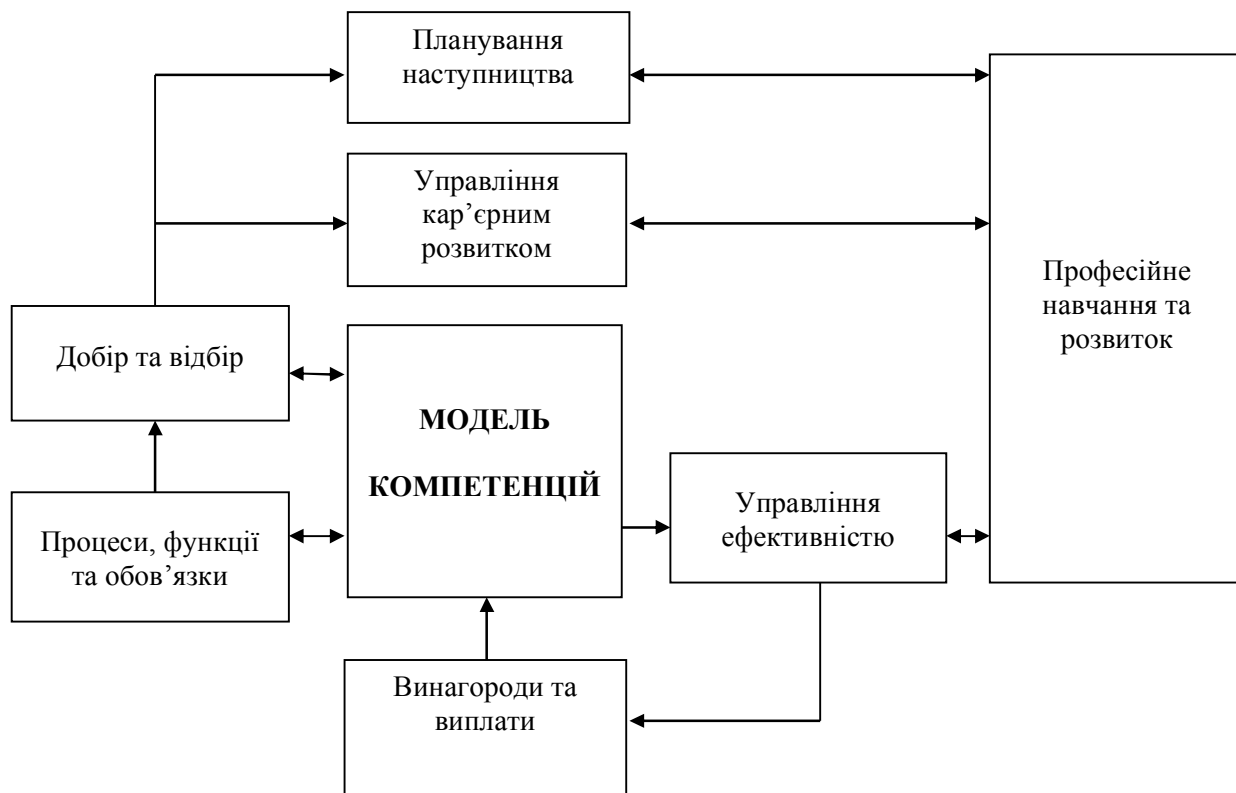 Планування
наступництва
Управління
кар’єрним
розвитком
Професійне
навчання та
розвиток
Добір та відбір
МОДЕЛЬ
КОМПЕТЕНЦІЙ
Процеси, функції
та обов’язки
Управління
ефективністю
Винагороди та
виплати